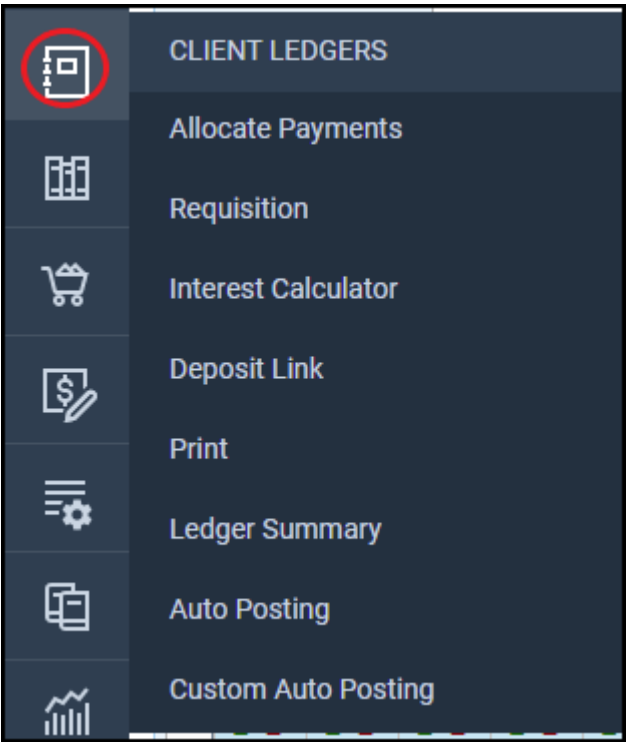 CLIENT LEDGERS
Allocate Payments
Requisition
Interest Calculator
Deposit Link
Print
Ledger Summary
Auto Posting
Custom Auto Posting
$